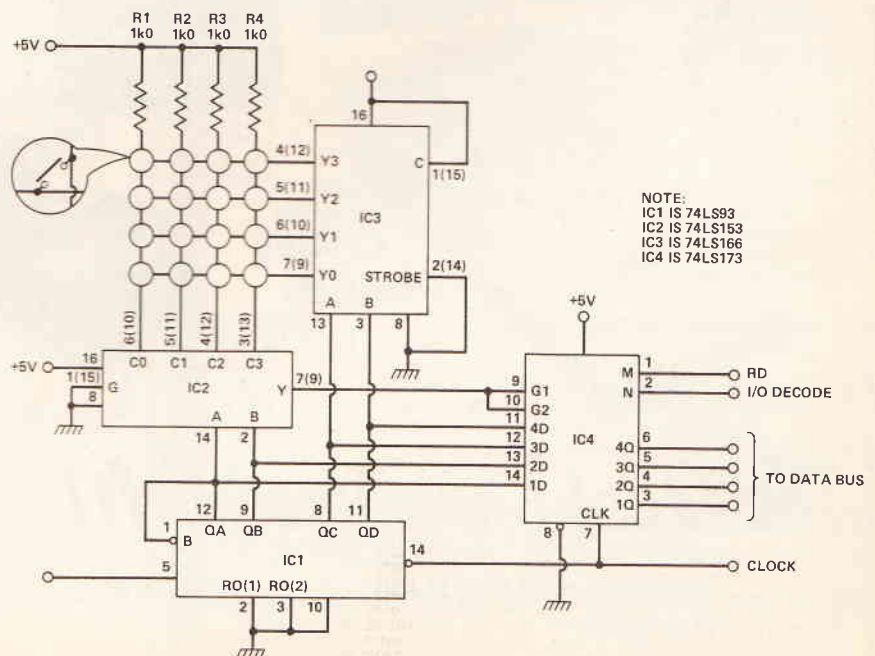 R1 R2 R3 R4
1k0 1k0 1k0 1k0
+5V
16
4(12) Y3
C
1(15)
5(11) Y2
IC3
6(10) Y1
7(9) Y0
STROBE 2(14)
A B
13 3 8
NOTE:
IC1 IS 74LS93
IC2 IS 74LS153
IC3 IS 74LS166
IC4 IS 74LS173
6(10) 5(11) 4(12) 3(13)
+5V 16
C0 C1 C2 C3
1(15) G
8
IC2
Y 7(9)
A B
14 2
+5V
9 G1
10 G2
11 4D
12 3D
13 2D
14 1D
IC4
M 1 RD
N 2 I/O DECODE
4Q 6
3Q 5
2Q 4
1Q 3
TO DATA BUS
CLK
8 7
12 9 8 11
1 B
QA QB QC QD
5
IC1
14
CLOCK
RO(1) RO(2)
2 3 10